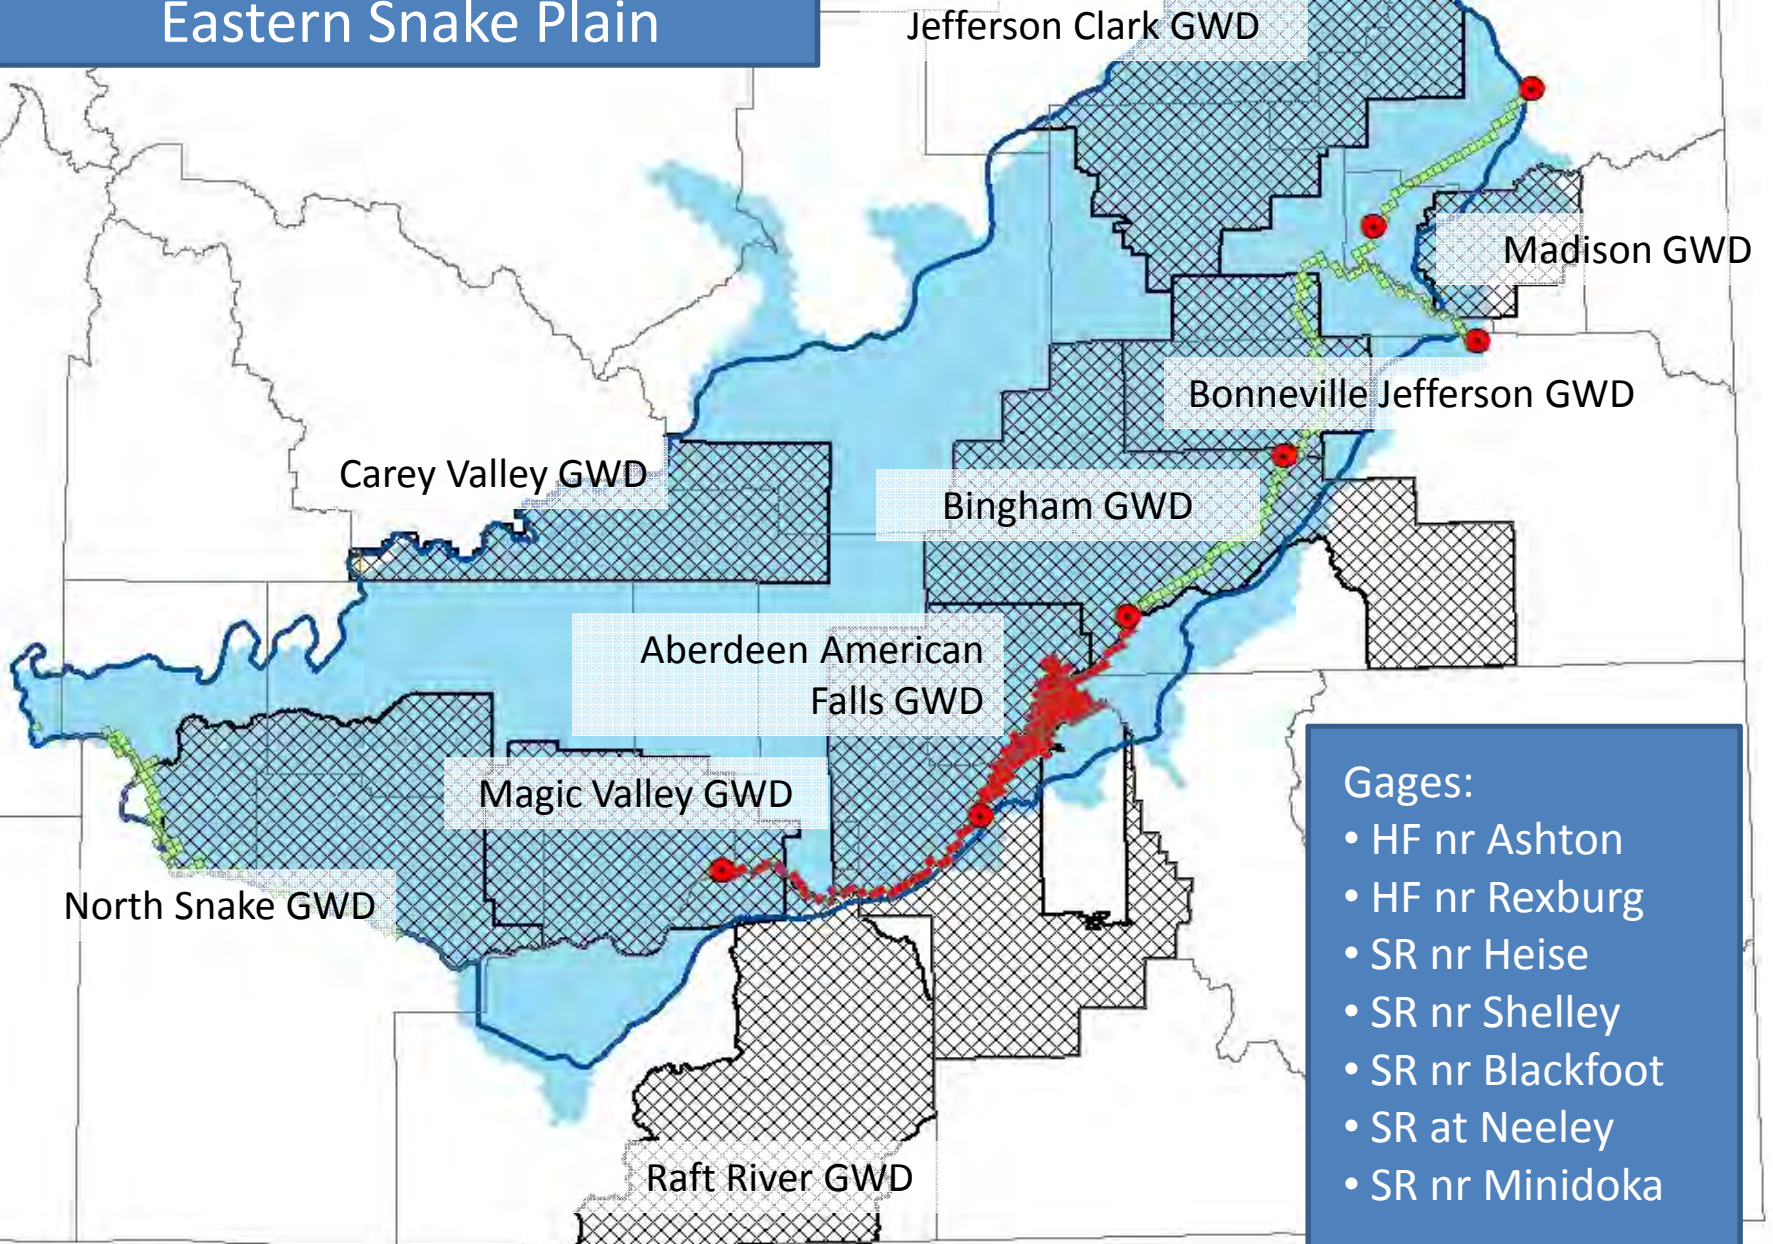 Eastern Snake Plain
Jefferson Clark GWD
Madison GWD
Bonneville Jefferson GWD
Carey Valley GWD
Bingham GWD
Aberdeen American
Falls GWD
Magic Valley GWD
North Snake GWD
Raft River GWD
Gages:
• HF nr Ashton
• HF nr Rexburg
• SR nr Heise
• SR nr Shelley
• SR nr Blackfoot
• SR at Neeley
• SR nr Minidoka